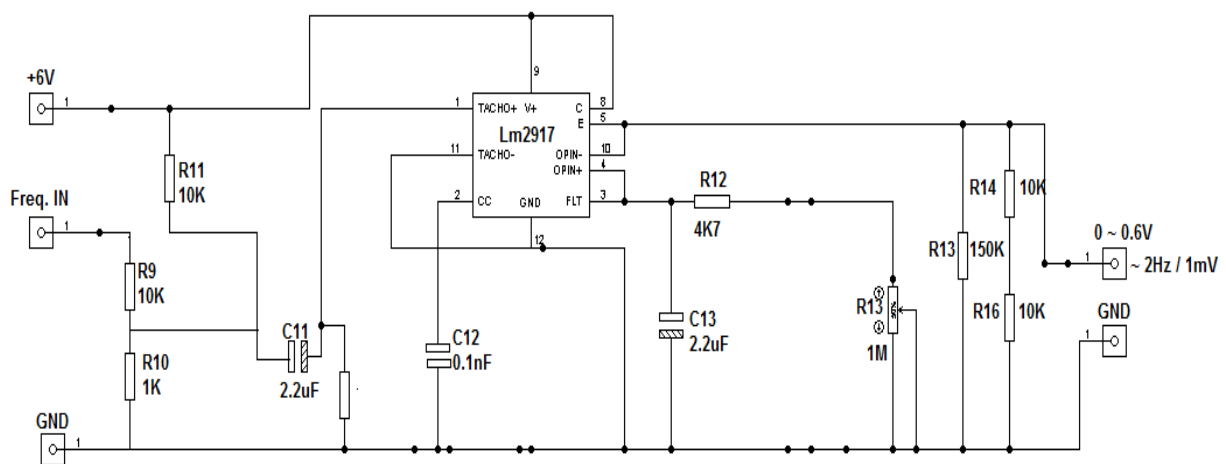 +6V
1
R11
10K
Freq. IN
1
R9
10K
R10
1K
GND
1
C11
2.2uF
9
1
TACHO+
V+
C
8
Lm2917
E
5
11
TACHO-
OPIN-
10
OPIN+
4
2
CC
GND
FLT
3
12
C12
0.1nF
R12
4K7
C13
2.2uF
R13
1M
R14
10K
R13
150K
R16
10K
0 ~ 0.6V
1
~ 2Hz / 1mV
GND
1